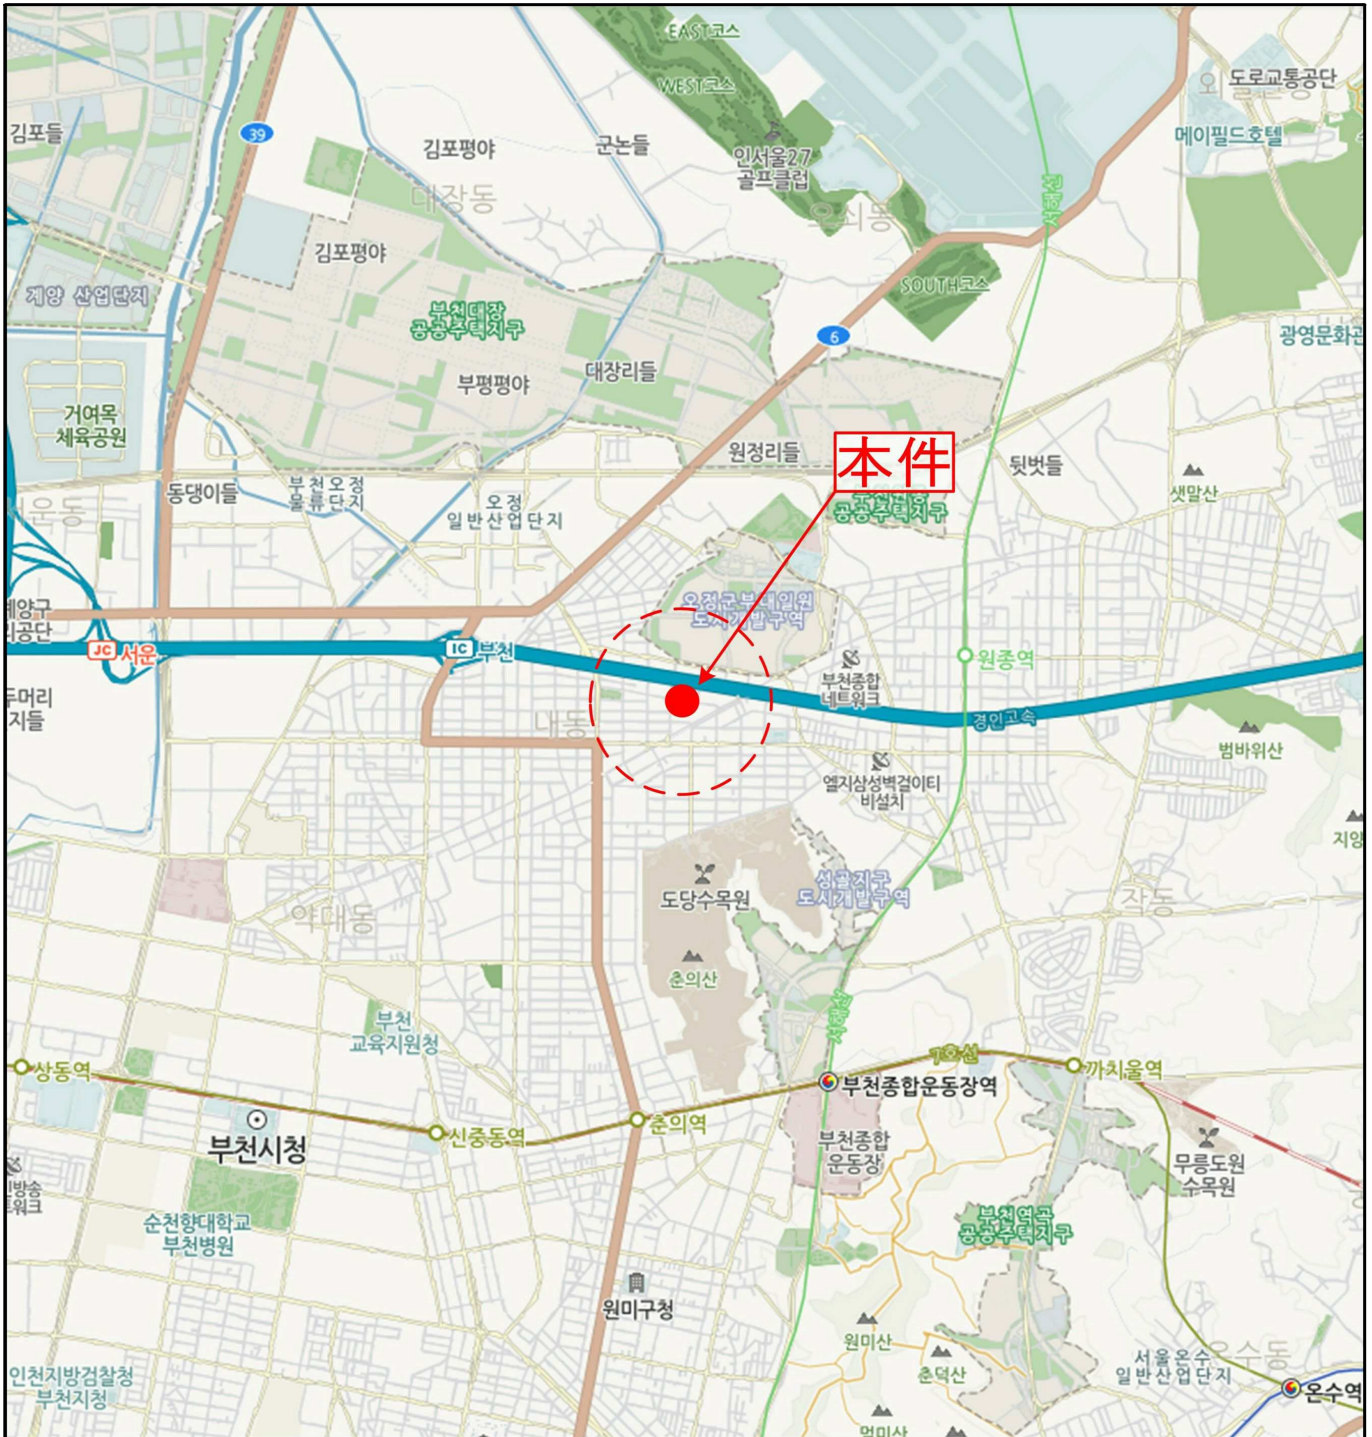 EAST코스
WEST코스
도로교통공단
메이필드호텔
김포들
39
김포평야
군논들
인서울27
골프클럽
대장동
오쇠동
서해선
김포평야
계양 산업단지
SOUTH코스
부천대장
공공주택지구
6
광영문화관
대장리들
부평평야
거여목
체육공원
원정리들
本件
뒷벗들
샛말산
동댕이들
부천오정
물류단지
오정
일반산업단지
공공주택지구
오정군부대일원
도시개발구역
JC 서운
IC 부천
원종역
부천종합
네트워크
내동
경인고속
범바위산
엘지삼성벽걸이티
비설치
성골지구
도시개발구역
도당수목원
작동
약대동
춘의산
부천
교육지원청
서해선
7호선
상동역
까치울역
부천종합운동장역
신중동역
춘의역
부천시청
부천종합
운동장
무릉도원
수목원
순천향대학교
부천병원
부천역곡
공공주택지구
원미구청
원미산
춘덕산
서울온수
일반산업단지
온수동
인천지방검찰청
부천지청
온수역
멀미산